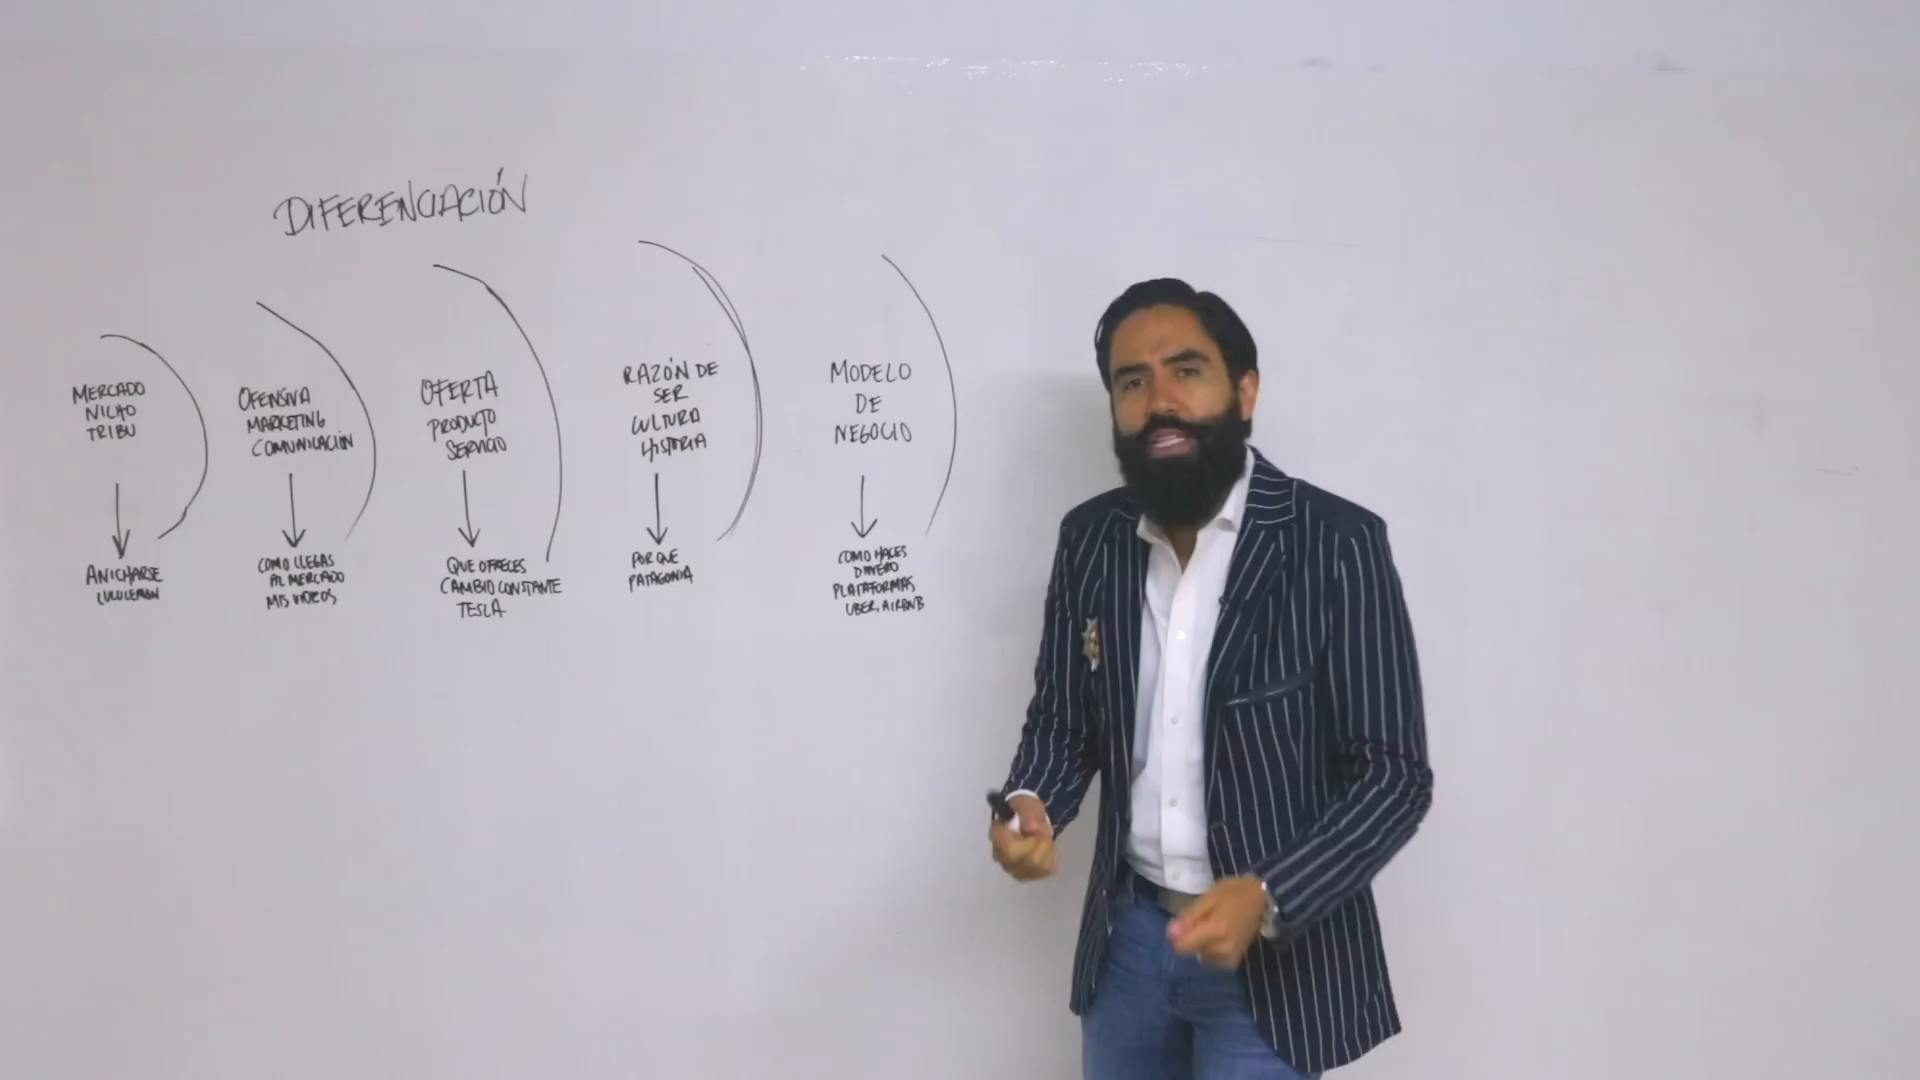 DIFERENCIACIÓN
MERCADO
NICHO
TRIBU
ANICHARSE
LULULEMON
OFENSIVA
MARKETING
COMUNICACIÓN
COMO LLEGAS
AL MERCADO
MIS VIDEOS
OFERTA
PRODUCTO
SERVICIO
QUE OFRECES
CAMBIO CONSTANTE
TESLA
RAZÓN DE
SER
CULTURA
HISTORIA
POR QUE
PATAGONIA
MODELO
DE
NEGOCIO
COMO HACES
DINERO
PLATAFORMAS
UBER, AIRBNB